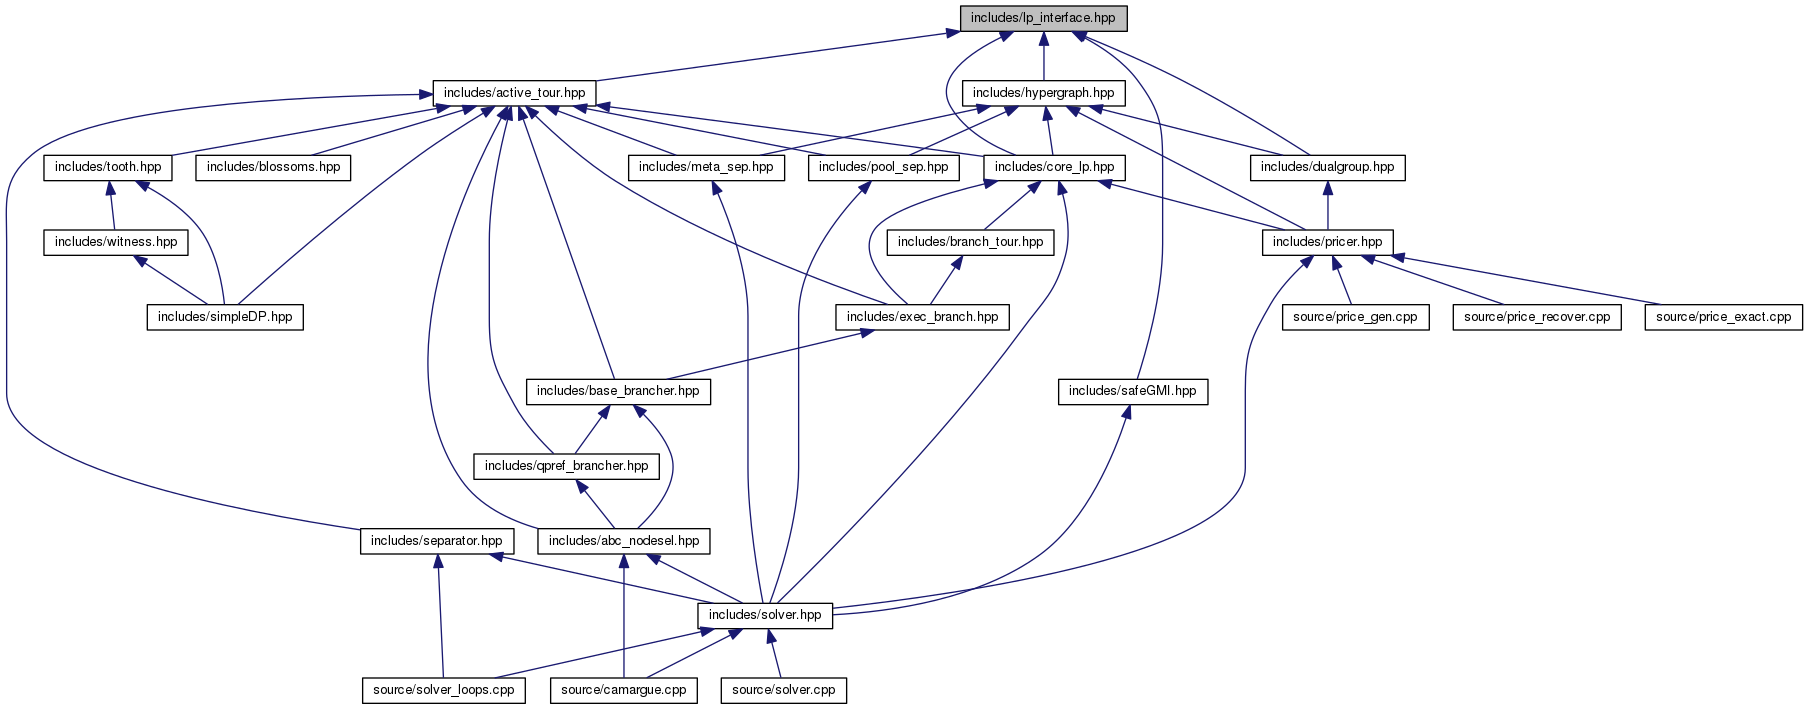 includes/lp_interface.hpp
includes/active_tour.hpp
includes/hypergraph.hpp
includes/tooth.hpp
includes/blossoms.hpp
includes/meta_sep.hpp
includes/pool_sep.hpp
includes/core_lp.hpp
includes/dualgroup.hpp
includes/witness.hpp
includes/branch_tour.hpp
includes/pricer.hpp
includes/simpleDP.hpp
includes/exec_branch.hpp
source/price_gen.cpp
source/price_recover.cpp
source/price_exact.cpp
includes/base_brancher.hpp
includes/safeGMI.hpp
includes/qpref_brancher.hpp
includes/separator.hpp
includes/abc_nodesel.hpp
includes/solver.hpp
source/solver_loops.cpp
source/camargue.cpp
source/solver.cpp